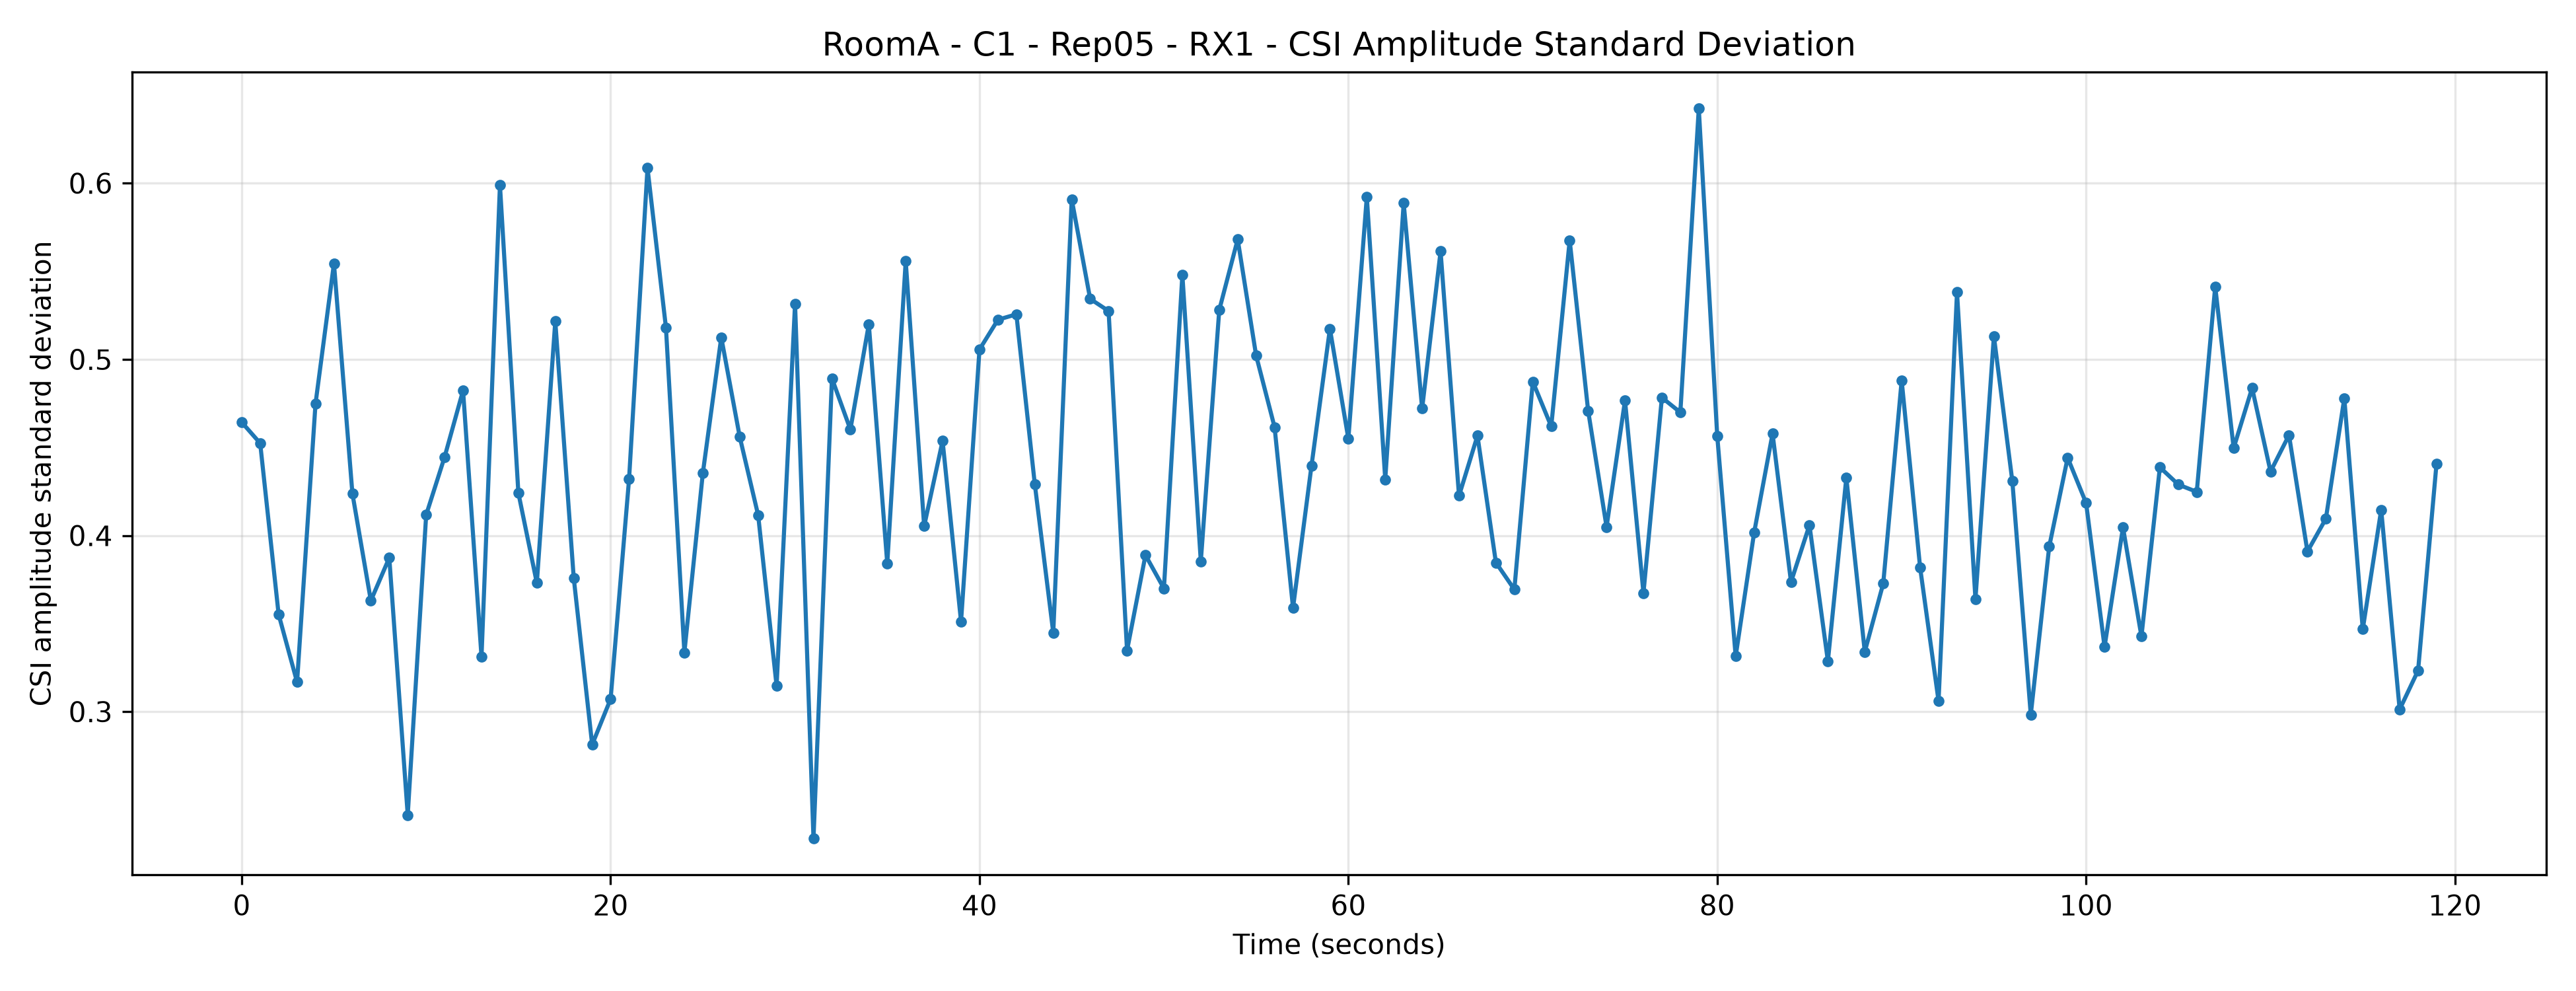 RoomA - C1 - Rep05 - RX1 - CSI Amplitude Standard Deviation
CSI amplitude standard deviation
0.6
0.5
0.4
0.3
0 20 40 60 80 100 120
Time (seconds)